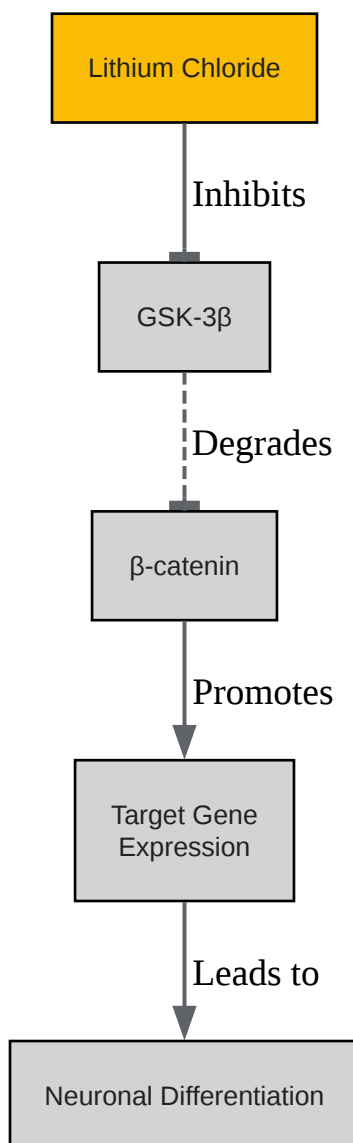 Lithium Chloride
Inhibits
GSK-3β
Degrades
β-catenin
Promotes
Target Gene
Expression
Leads to
Neuronal Differentiation